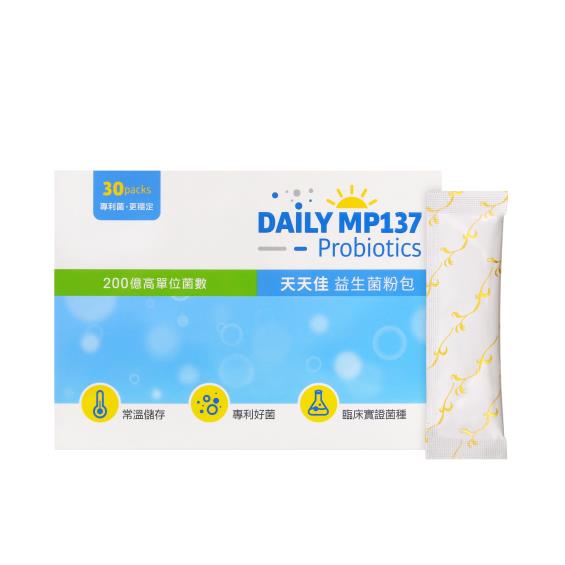 30packs
專利菌・更穩定
DAILY MP137
Probiotics
200億高單位菌數
天天佳 益生菌粉包
常溫儲存
專利好菌
臨床實證菌種